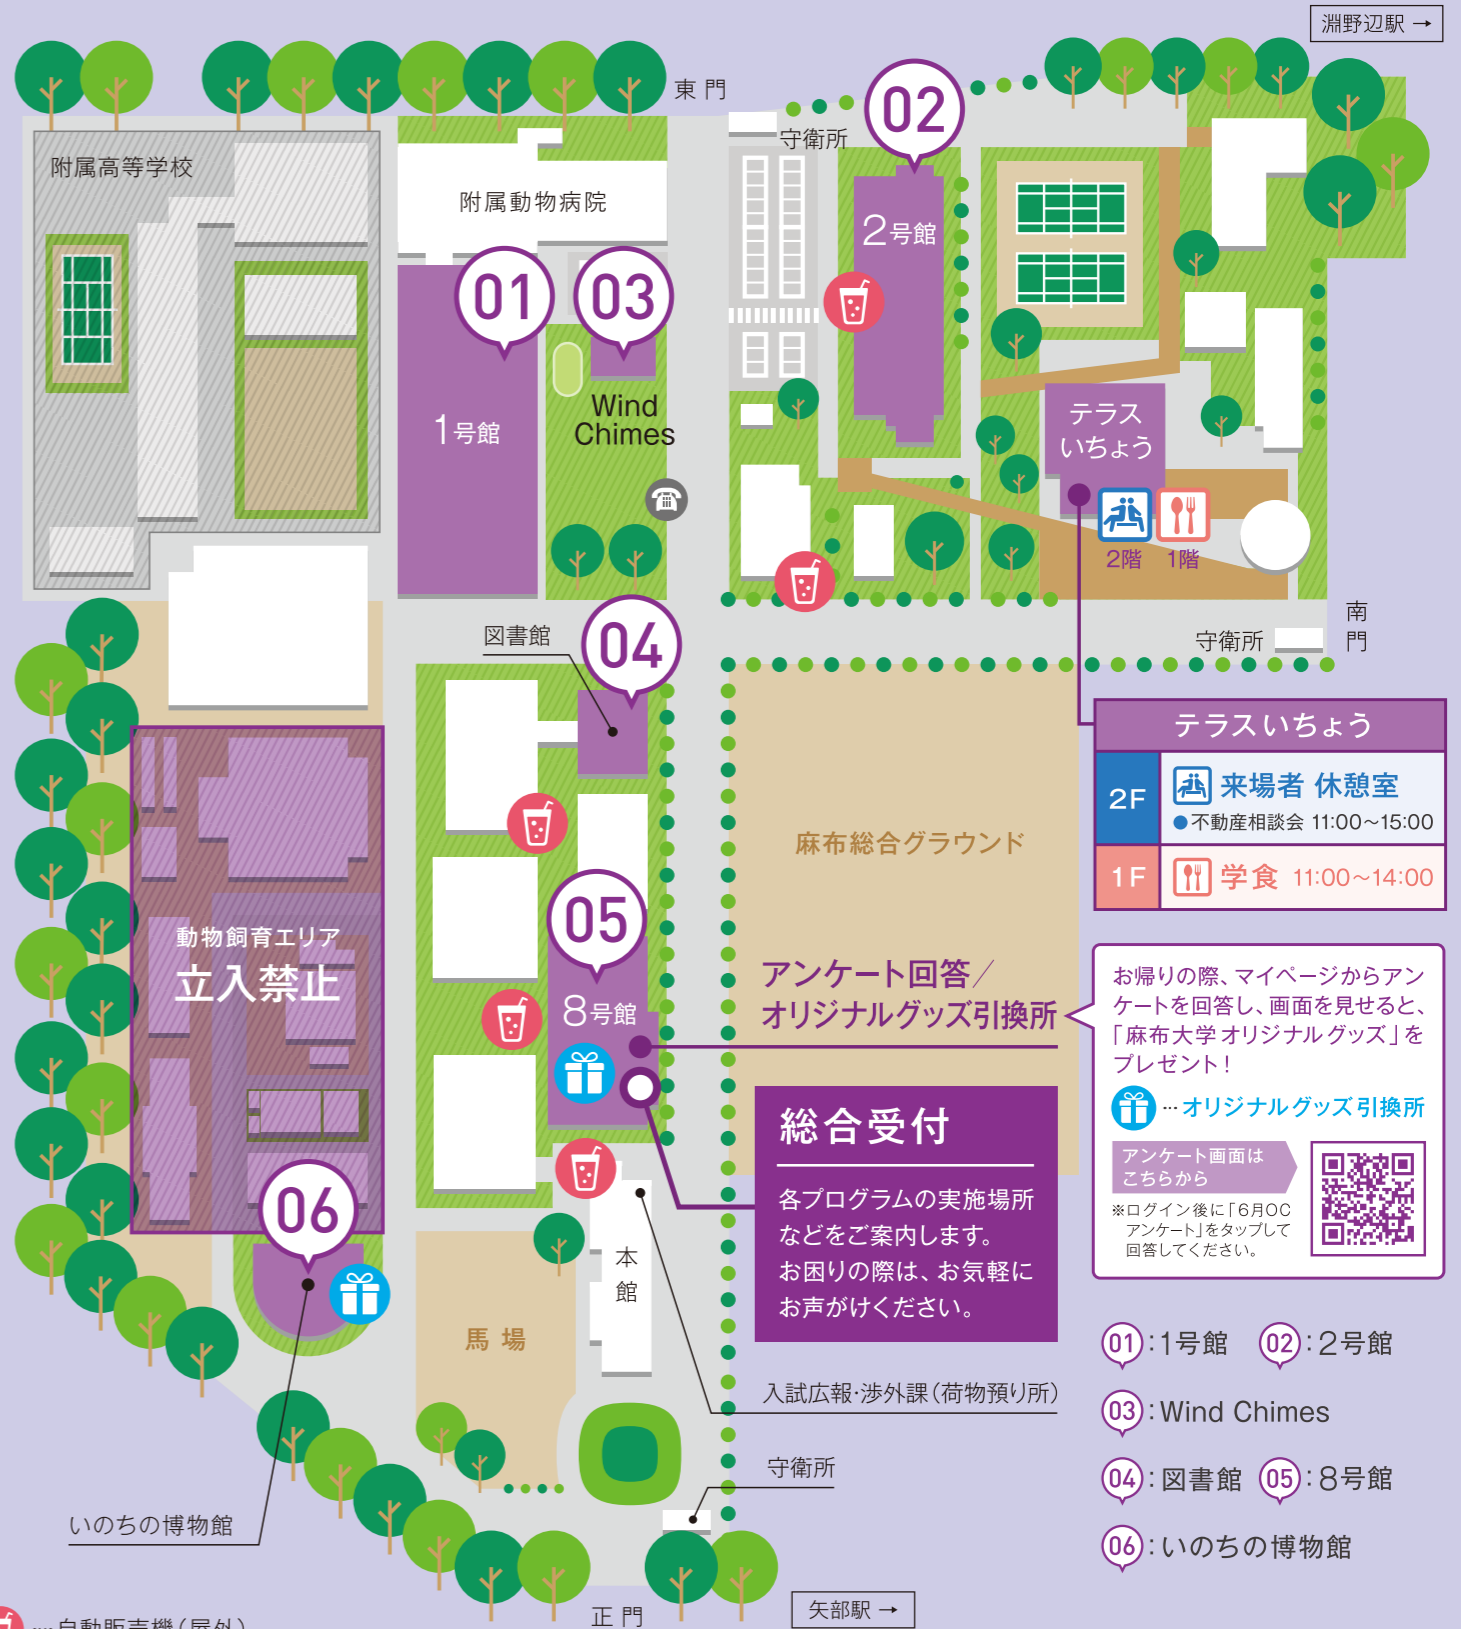 淵野辺駅→
東門
守衛所
02
附属高等学校
附属動物病院
2号館
01
03
1号館
Wind
Chimes
テラス
いちょう
2階
1階
図書館
04
南門
守衛所
テラスいちょう
2F
来場者 休憩室
●不動産相談会 11:00～15:00
1F
学食 11:00～14:00
麻布総合グラウンド
動物飼育エリア
立入禁止
05
8号館
アンケート回答／
オリジナルグッズ引換所
お帰りの際、マイページからアン
ケートを回答し、画面を見せると、
「麻布大学オリジナルグッズ」を
プレゼント！
…オリジナルグッズ引換所
アンケート画面は
こちらから
※ログイン後に「6月OC
アンケート」をタップして
回答してください。
総合受付
各プログラムの実施場所
などをご案内します。
お困りの際は、お気軽に
お声がけください。
06
本館
馬場
入試広報・渉外課（荷物預り所）
守衛所
いのちの博物館
正門
矢部駅→
01：1号館 02：2号館
03：Wind Chimes
04：図書館 05：8号館
06：いのちの博物館
…自動販売機（屋外）